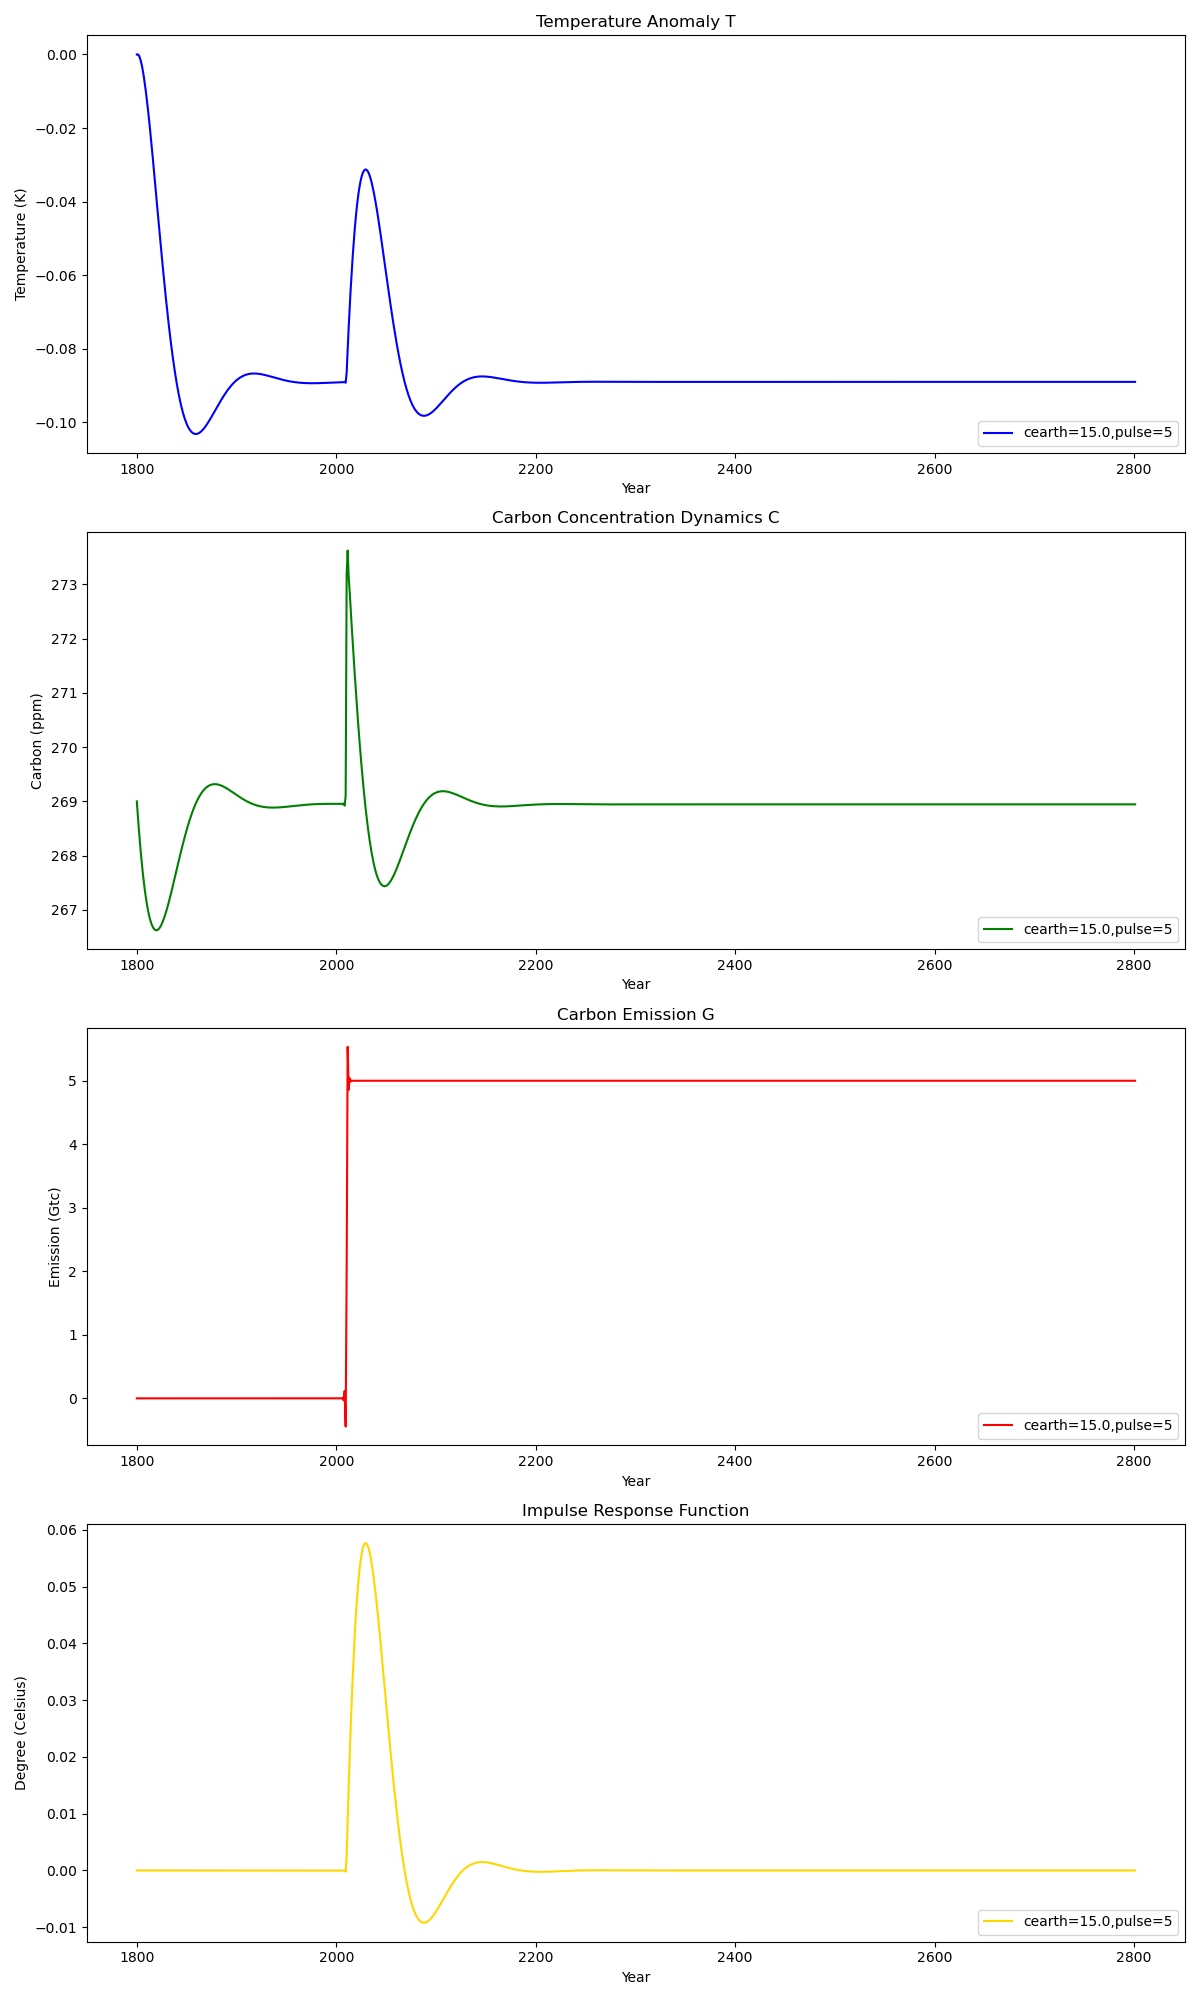 Temperature Anomaly T
0.00
−0.02
−0.04
−0.06
−0.08
−0.10
Temperature (K)
cearth=15.0,pulse=5
1800 2000 2200 2400 2600 2800
Year
Carbon Concentration Dynamics C
273
272
271
270
269
268
267
Carbon (ppm)
cearth=15.0,pulse=5
1800 2000 2200 2400 2600 2800
Year
Carbon Emission G
5
4
3
2
1
0
Emission (Gtc)
cearth=15.0,pulse=5
1800 2000 2200 2400 2600 2800
Year
Impulse Response Function
0.06
0.05
0.04
0.03
0.02
0.01
0.00
−0.01
Degree (Celsius)
cearth=15.0,pulse=5
1800 2000 2200 2400 2600 2800
Year